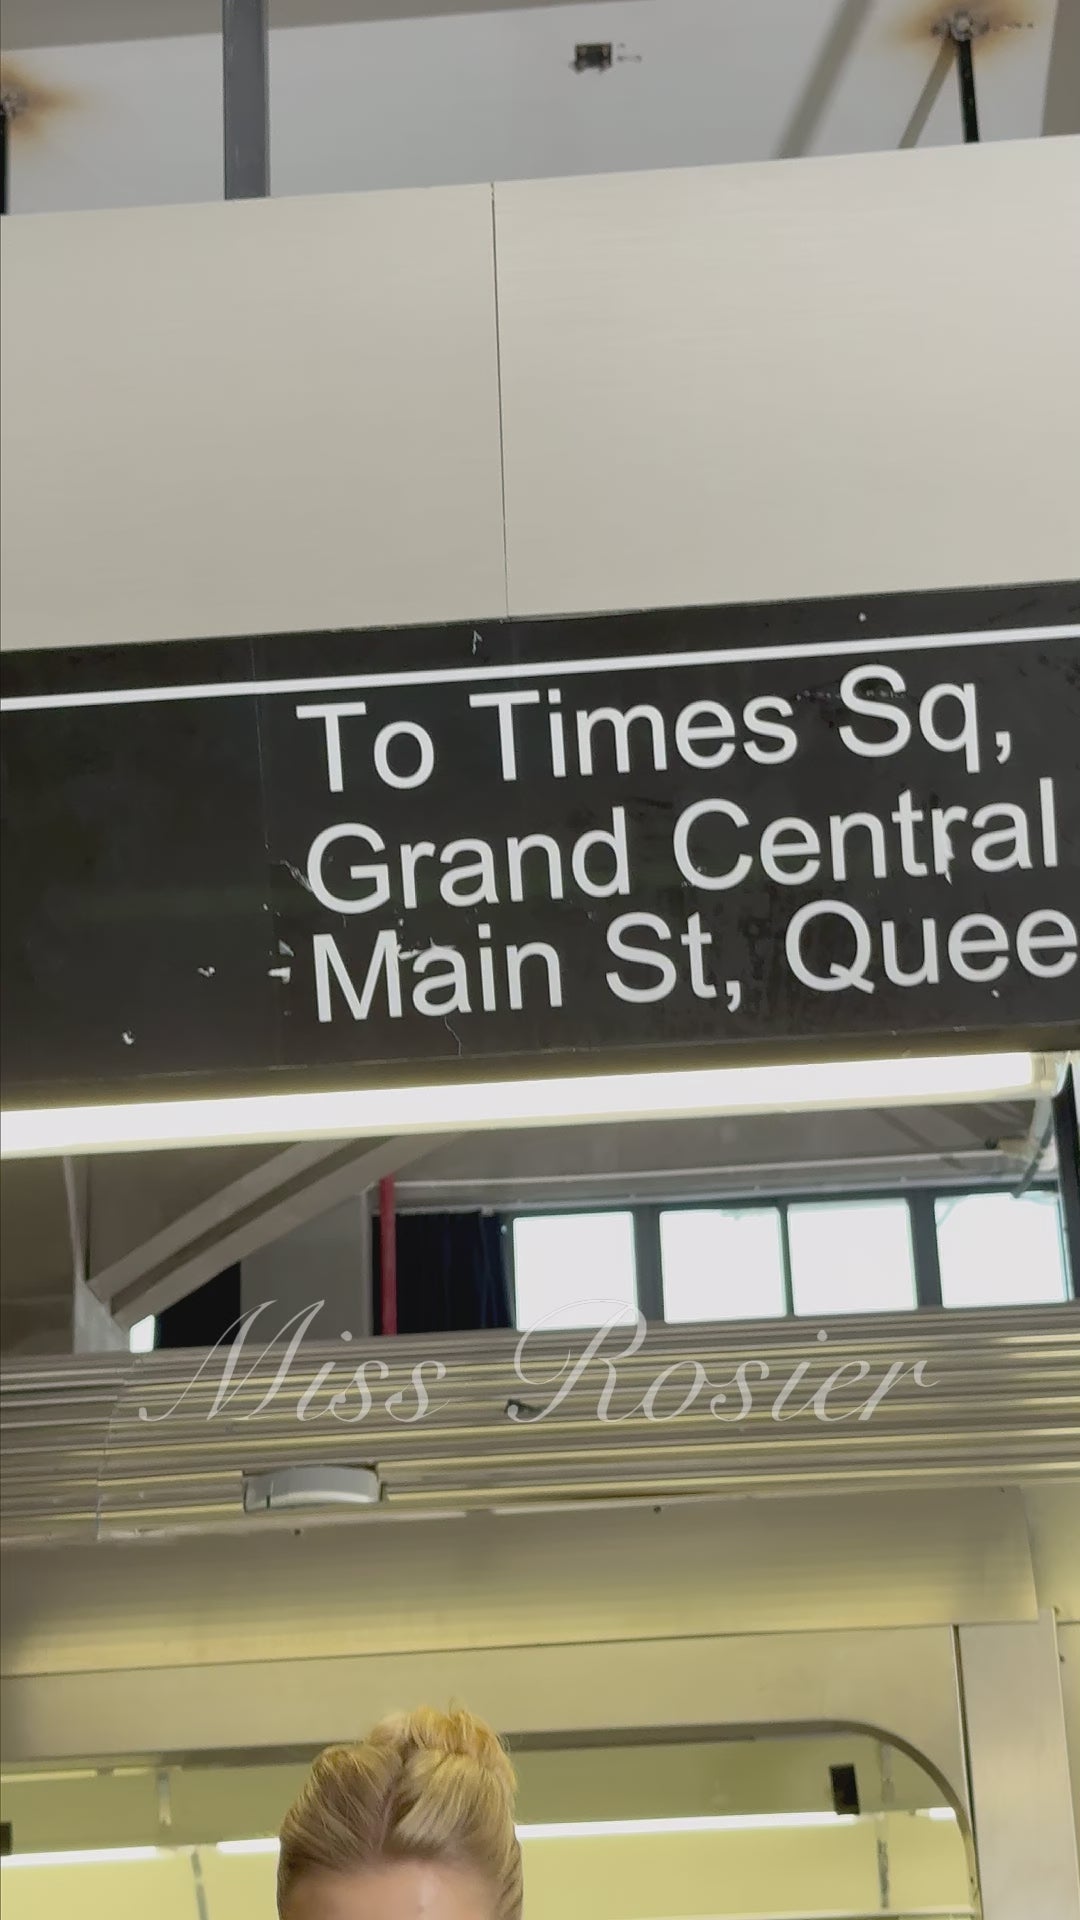 To Times Sq,
Grand Central
Main St, Quee
Miss Rosier